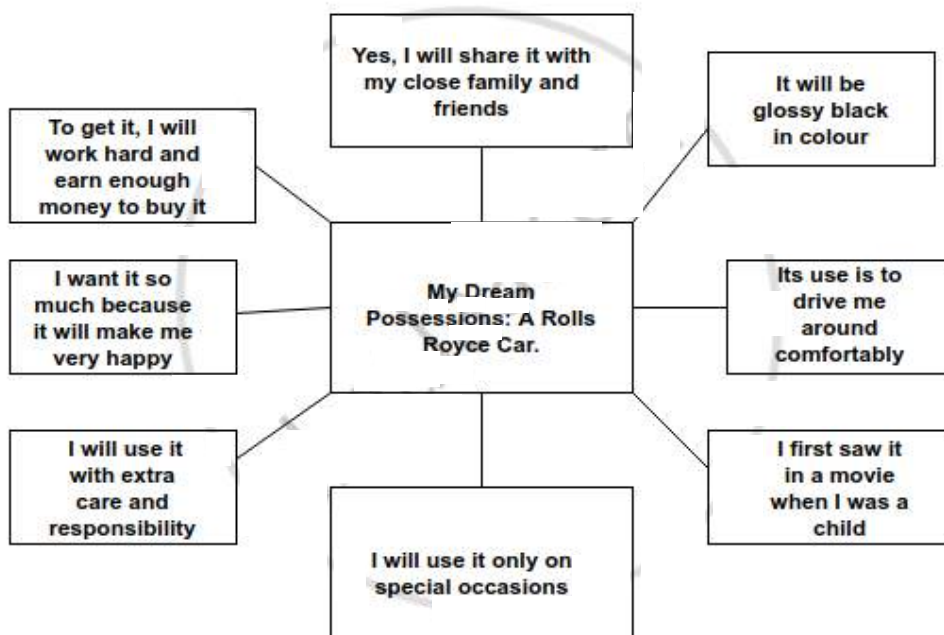 Yes, I will share it with
my close family and
friends
It will be
glossy black
in colour
To get it, I will
work hard and
earn enough
money to buy it
I want it so
much because
it will make me
very happy
My Dream
Possessions: A Rolls
Royce Car.
Its use is to
drive me
around
comfortably
I will use it
with extra
care and
responsibility
I first saw it
in a movie
when I was a
child
I will use it only on
special occasions